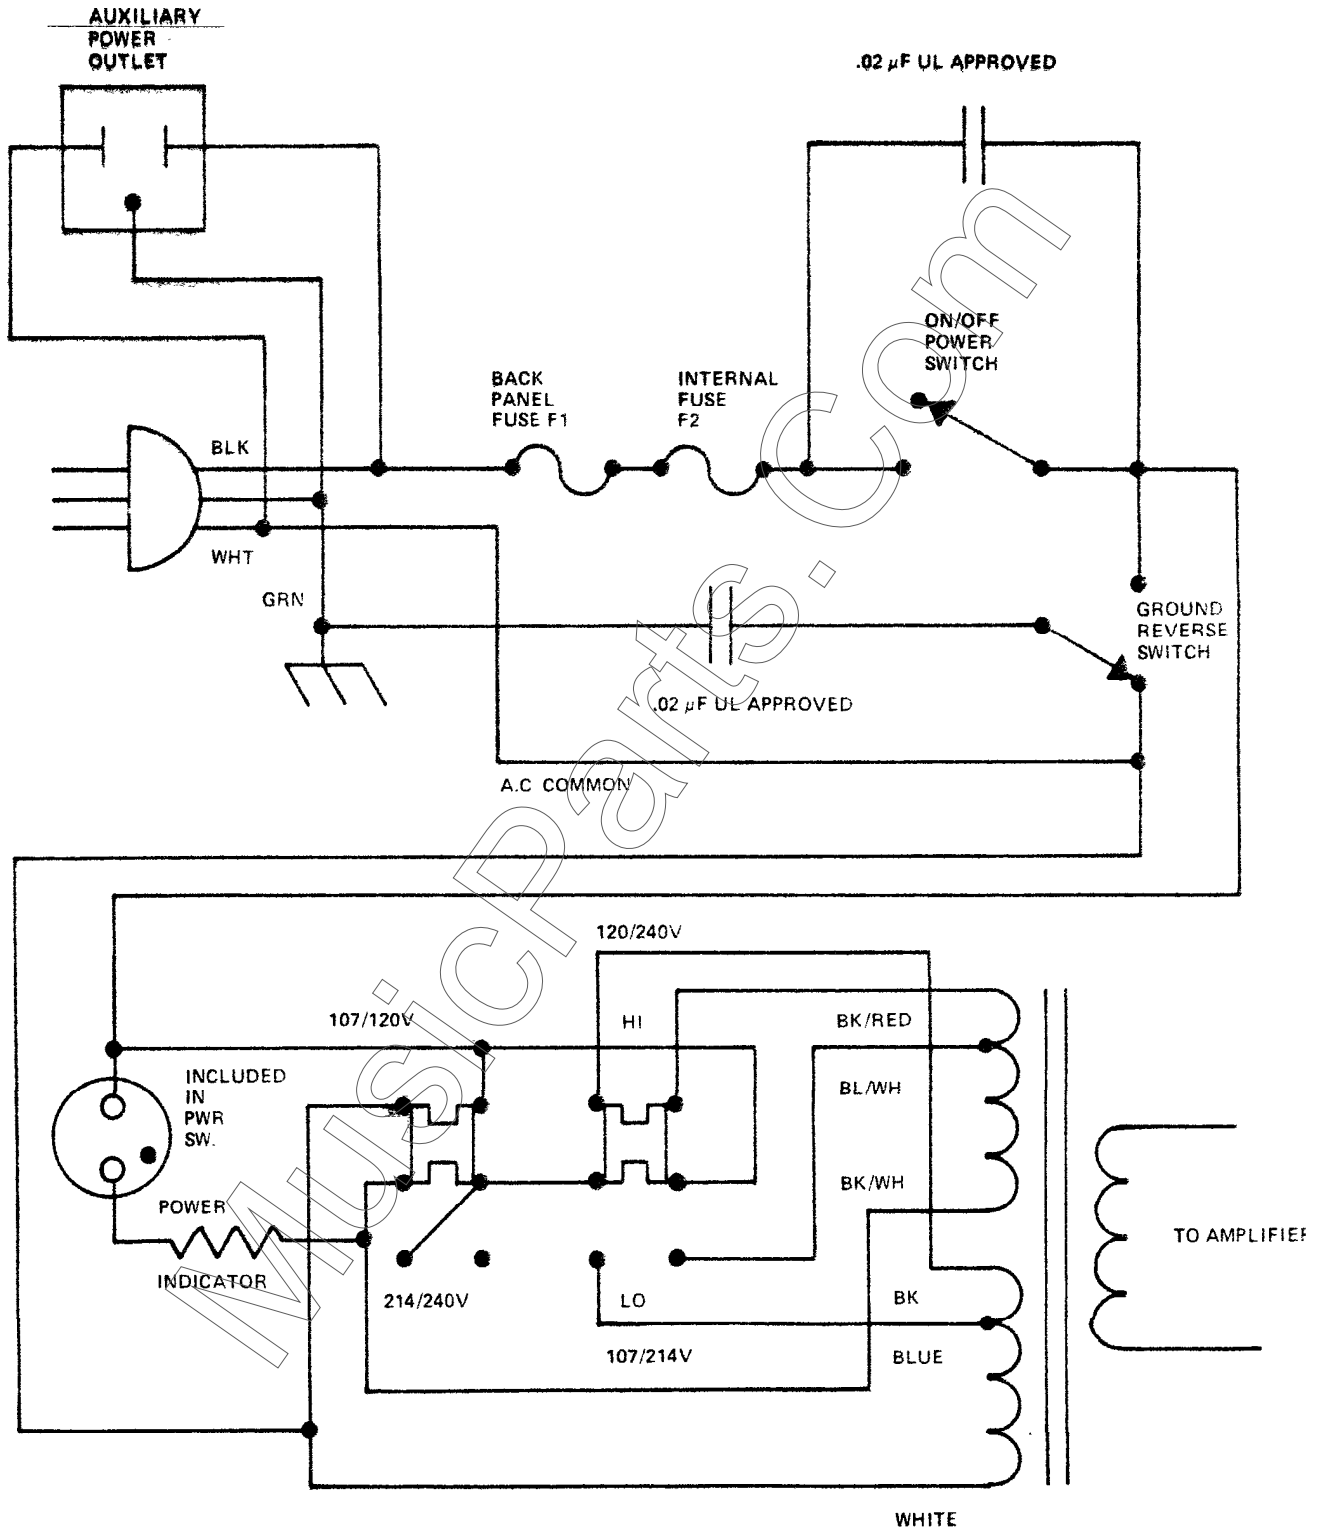 AUXILIARY
POWER
OUTLET
.02 µF UL APPROVED
ON/OFF
POWER
SWITCH
BACK
PANEL
FUSE F1
INTERNAL
FUSE
F2
BLK
WHT
GRN
GROUND
REVERSE
SWITCH
.02 µF UL APPROVED
A.C COMMON
120/240V
107/120V
HI
BK/RED
INCLUDED
IN
PWR
SW.
BL/WH
BK/WH
POWER
INDICATOR
TO AMPLIFIER
214/240V
LO
BK
107/214V
BLUE
WHITE
MusicParts.Com